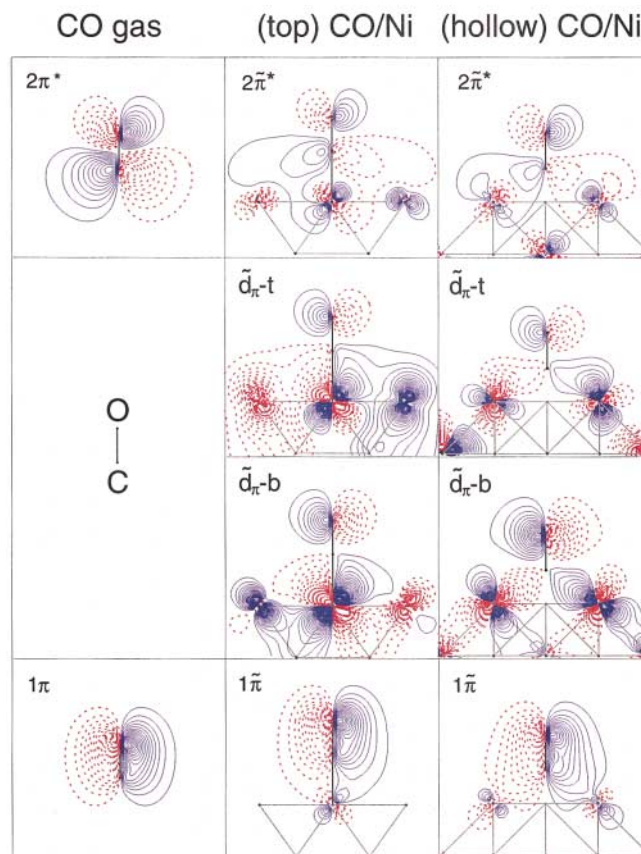 CO gas (top) CO/Ni (hollow) CO/Ni
2π* 2π̃* 2π̃*
d̃π-t d̃π-t
O
C
d̃π-b d̃π-b
1π 1π̃ 1π̃